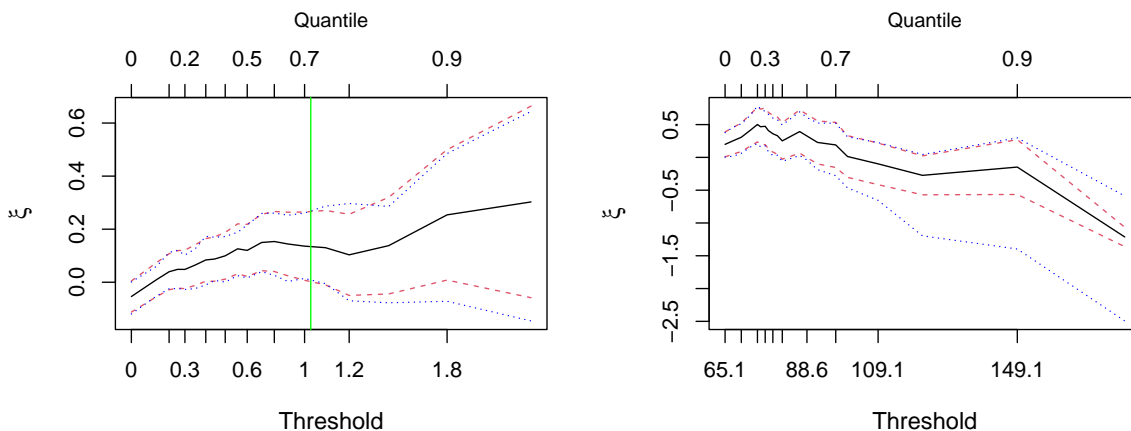 Quantile
0 0.2 0.5 0.7 0.9
ξ
0.0 0.2 0.4 0.6
0 0.3 0.6 1 1.2 1.8
Threshold
Quantile
0 0.3 0.7 0.9
ξ
−2.5 −1.5 −0.5 0.5
65.1 88.6 109.1 149.1
Threshold